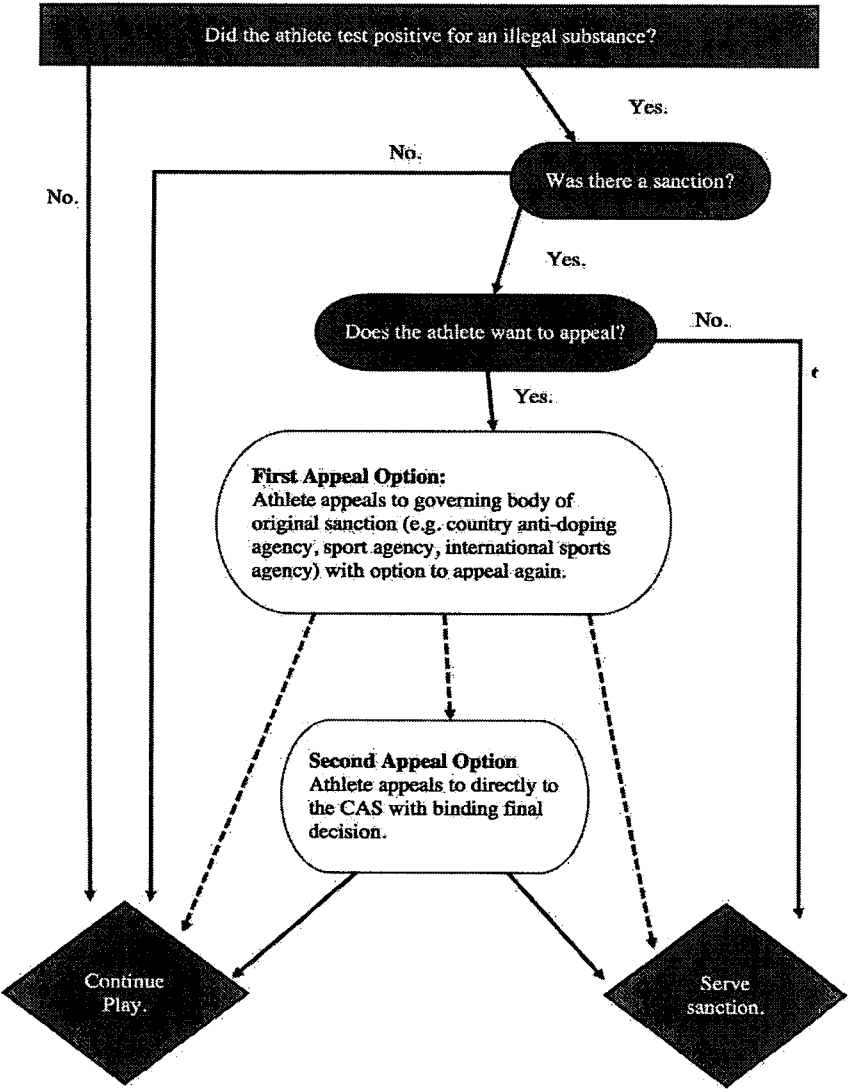 Did the athlete test positive for an illegal substance?
Yes.
No.
Was there a sanction?
No.
Yes.
Does the athlete want to appeal?
No.
Yes.
First Appeal Option:
Athlete appeals to governing body of
original sanction (e.g. country anti-doping
agency, sport agency, international sports
agency) with option to appeal again.
Second Appeal Option
Athlete appeals to directly to
the CAS with binding final
decision.
Continue
Play.
Serve
sanction.